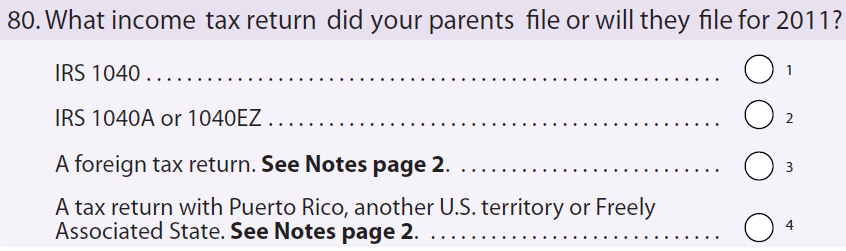 80. What income tax return did your parents file or will they file for 2011?
IRS 1040 . . . . . . . . . . . . . . . . . . . . . . . . . . . . . . . . . . . . . . . . . . . . . . . . . . . . . . . . . 1
IRS 1040A or 1040EZ . . . . . . . . . . . . . . . . . . . . . . . . . . . . . . . . . . . . . . . . . . . . 2
A foreign tax return. See Notes page 2. . . . . . . . . . . . . . . . . . . . . . . . . . 3
A tax return with Puerto Rico, another U.S. territory or Freely
Associated State. See Notes page 2. . . . . . . . . . . . . . . . . . . . . . . . . . . . . 4